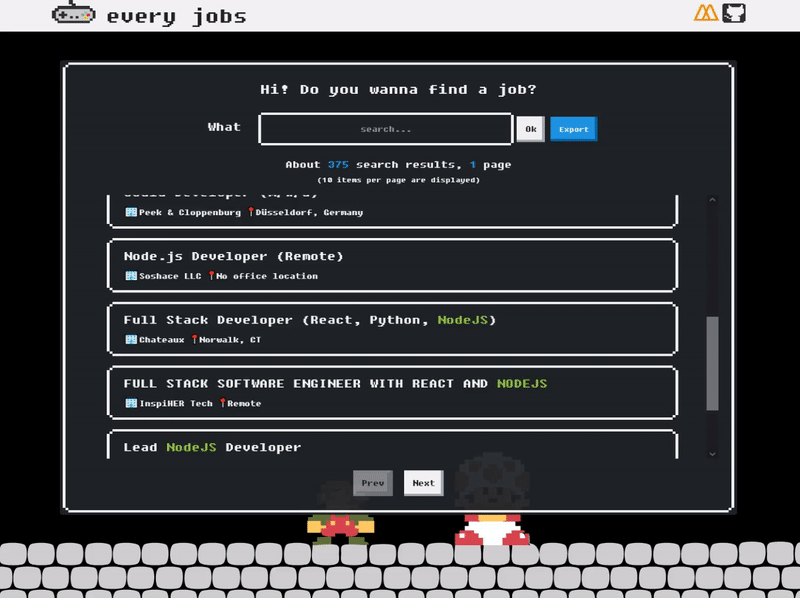 every jobs
Hi! Do you wanna find a job?
What
search...
Ok
Export
About 375 search results, 1 page
(10 items per page are displayed)
Peek & Cloppenburg Düsseldorf, Germany
Node.js Developer (Remote)
Soshace LLC No office location
Full Stack Developer (React, Python, NodeJS)
Chateaux Norwalk, CT
FULL STACK SOFTWARE ENGINEER WITH REACT AND NODEJS
InspiHER Tech Remote
Lead NodeJS Developer
Prev
Next